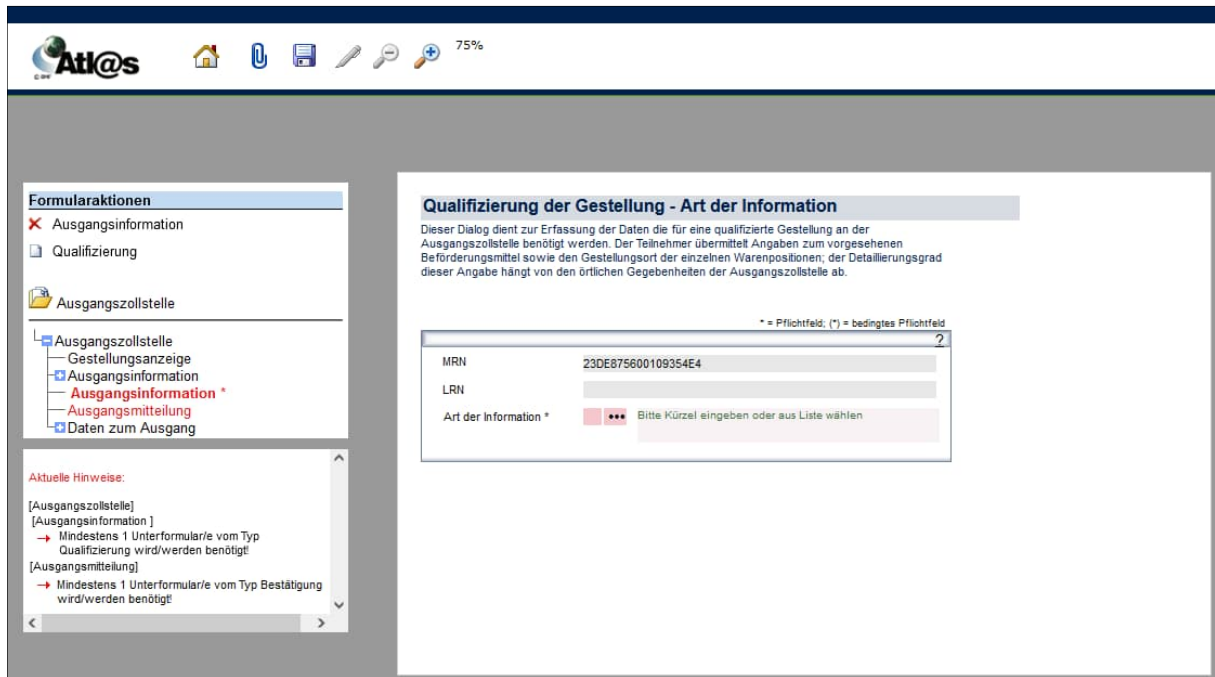 Atl@s
75%
Formularaktionen
Ausgangsinformation
Qualifizierung
Ausgangszollstelle
Ausgangszollstelle
Gestellungsanzeige
Ausgangsinformation
Ausgangsinformation *
Ausgangsmitteilung
Daten zum Ausgang
Aktuelle Hinweise:
[Ausgangszollstelle]
[Ausgangsinformation ]
Mindestens 1 Unterformular/e vom Typ
Qualifizierung wird/werden benötigt!
[Ausgangsmitteilung]
Mindestens 1 Unterformular/e vom Typ Bestätigung
wird/werden benötigt!
Qualifizierung der Gestellung - Art der Information
Dieser Dialog dient zur Erfassung der Daten die für eine qualifizierte Gestellung an der
Ausgangszollstelle benötigt werden. Der Teilnehmer übermittelt Angaben zum vorgesehenen
Beförderungsmittel sowie den Gestellungsort der einzelnen Warenpositionen; der Detaillierungsgrad
dieser Angabe hängt von den örtlichen Gegebenheiten der Ausgangszollstelle ab.
* = Pflichtfeld; (*) = bedingtes Pflichtfeld
?
MRN 23DE875600109354E4
LRN
Art der Information * ••• Bitte Kürzel eingeben oder aus Liste wählen